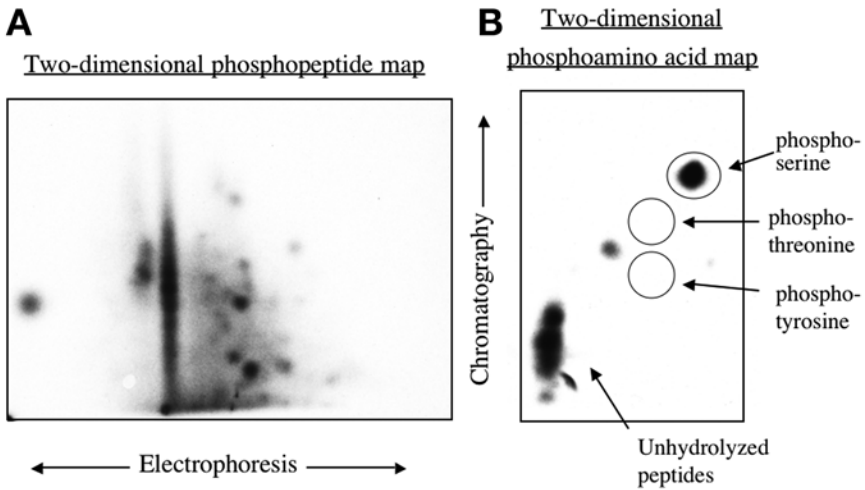 A
Two-dimensional phosphopeptide map
Electrophoresis
B
Two-dimensional
phosphoamino acid map
Chromatography
phospho-
serine
phospho-
threonine
phospho-
tyrosine
Unhydrolyzed
peptides